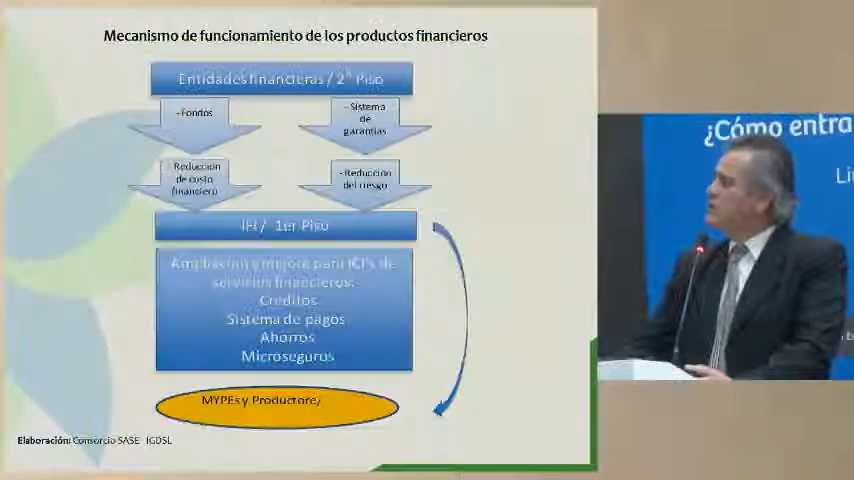 Mecanismo de funcionamiento de los productos financieros
Entidades financieras / 2° Piso
- Fondos
- Sistema
de
garantías
- Reducción
de costo
financiero
- Reducción
del riesgo
IFI / 1er Piso
Ampliación y mejora para ICI's de
servicios financieros:
Créditos
Sistema de pagos
Ahorros
Microseguros
MYPEs y Productore/
Elaboración: Consorcio SASE - IGDSL
¿Cómo entra